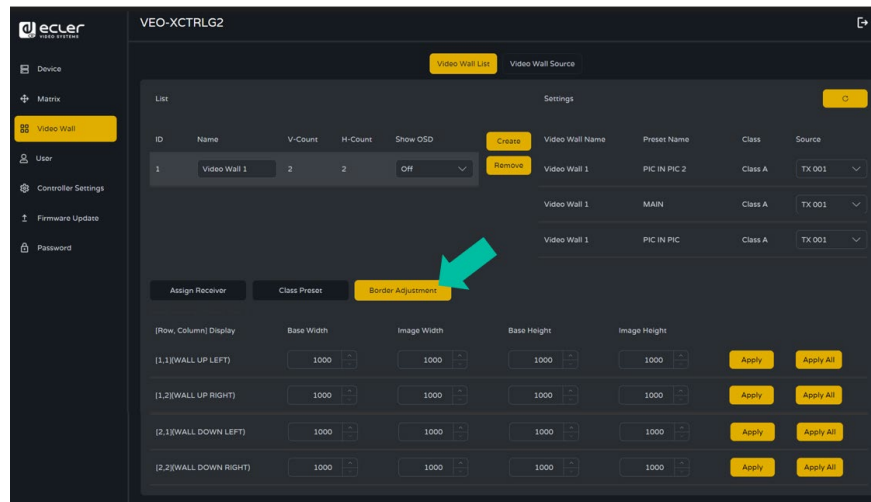 ecler
VIDEO SYSTEMS
VEO-XCTRLG2
Device
Matrix
Video Wall
User
Controller Settings
Firmware Update
Password
Video Wall List Video Wall Source
List Settings
ID Name V-Count H-Count Show OSD Create Remove
1 Video Wall 1 2 2 Off
Video Wall Name Preset Name Class Source
Video Wall 1 PIC IN PIC 2 Class A TX 001
Video Wall 1 MAIN Class A TX 001
Video Wall 1 PIC IN PIC Class A TX 001
Assign Receiver Class Preset Border Adjustment
[Row, Column] Display Base Width Image Width Base Height Image Height
[1,1](WALL UP LEFT) 1000 1000 1000 1000 Apply Apply All
[1,2](WALL UP RIGHT) 1000 1000 1000 1000 Apply Apply All
[2,1](WALL DOWN LEFT) 1000 1000 1000 1000 Apply Apply All
[2,2](WALL DOWN RIGHT) 1000 1000 1000 1000 Apply Apply All